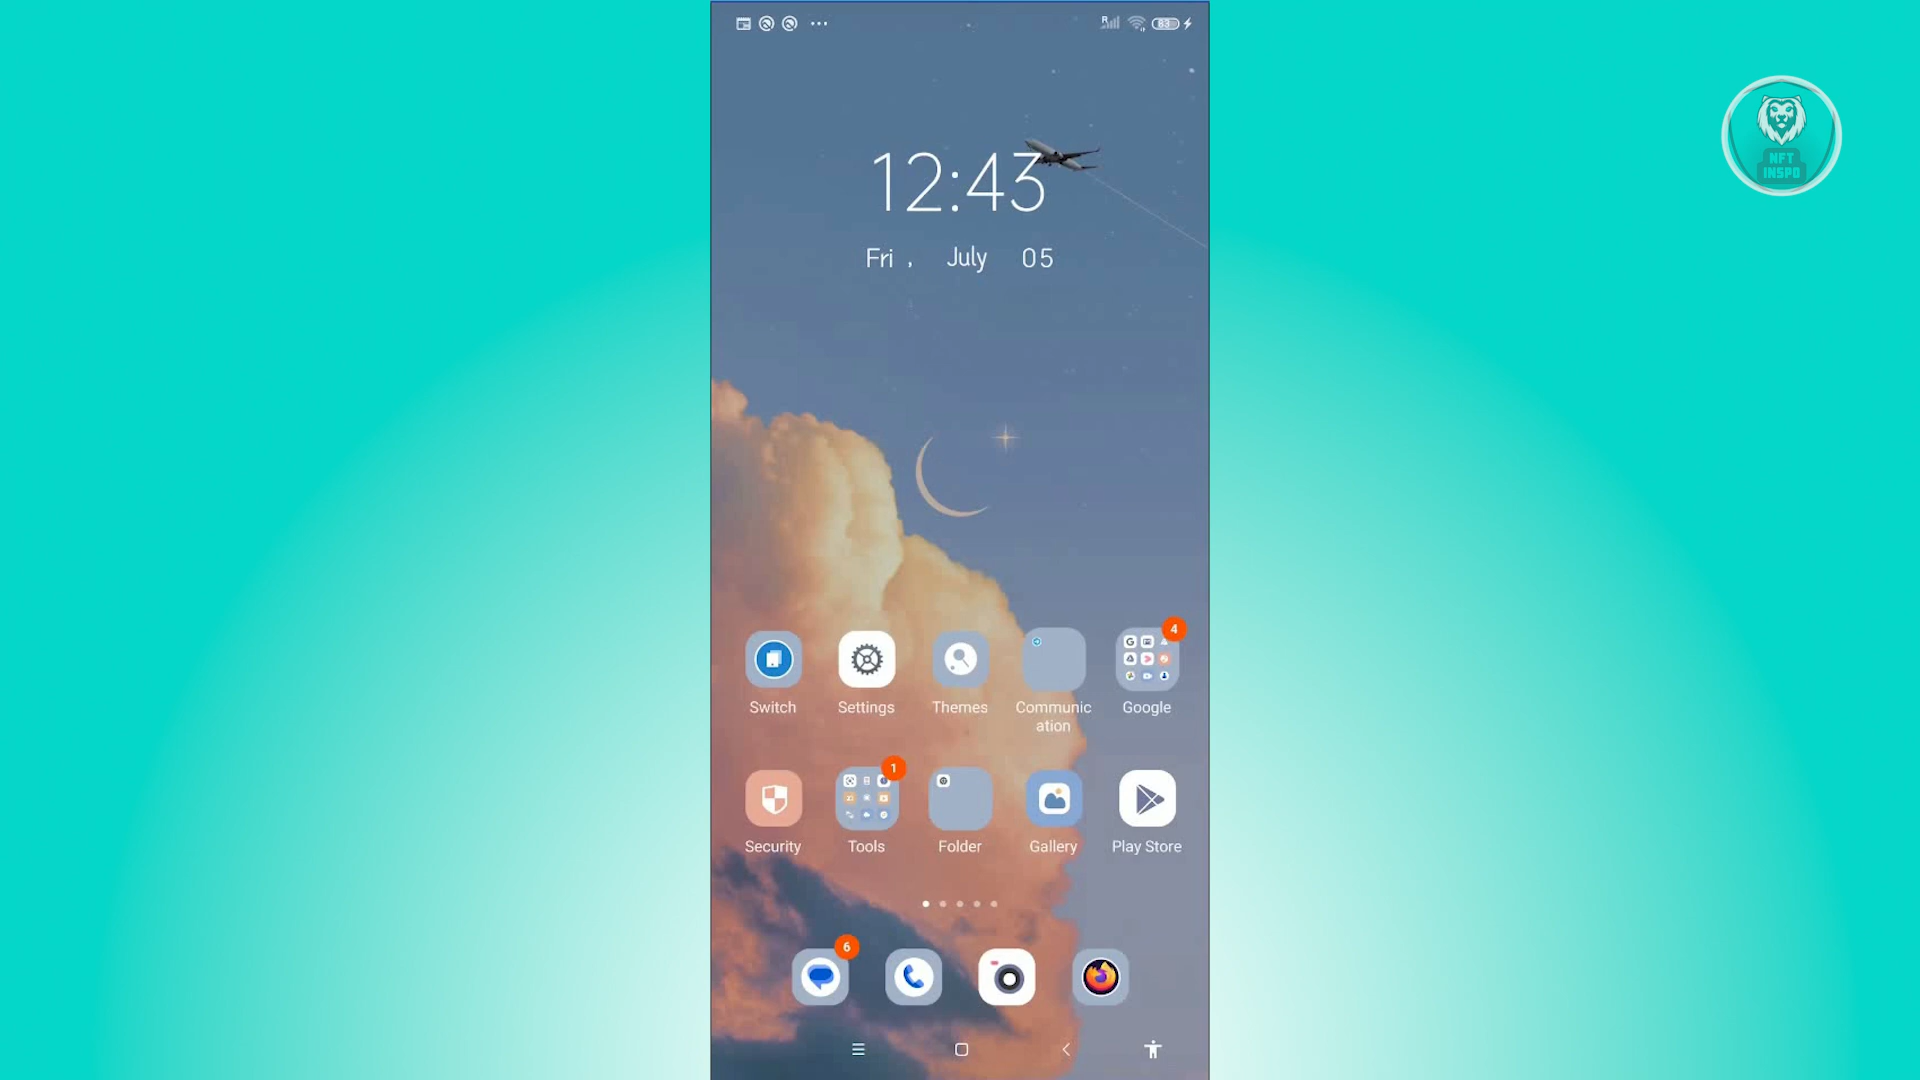 R 83
NFT
INSPO
12:43
Fri , July 05
4
Switch Settings Themes Communic
ation Google
1
Security Tools Folder Gallery Play Store
6